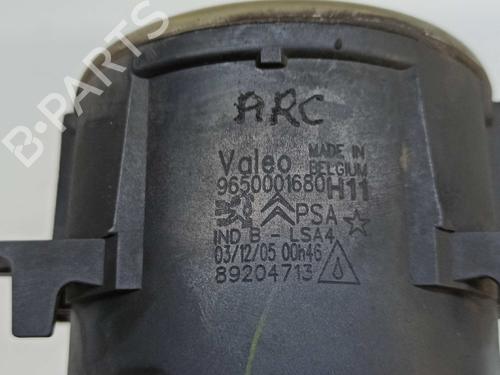 B-PARTS
ARC
Valeo MADE IN BELGIUM
9650001680 H11
PSA
IND B - LSA4
03/12/05 00h46
89204713